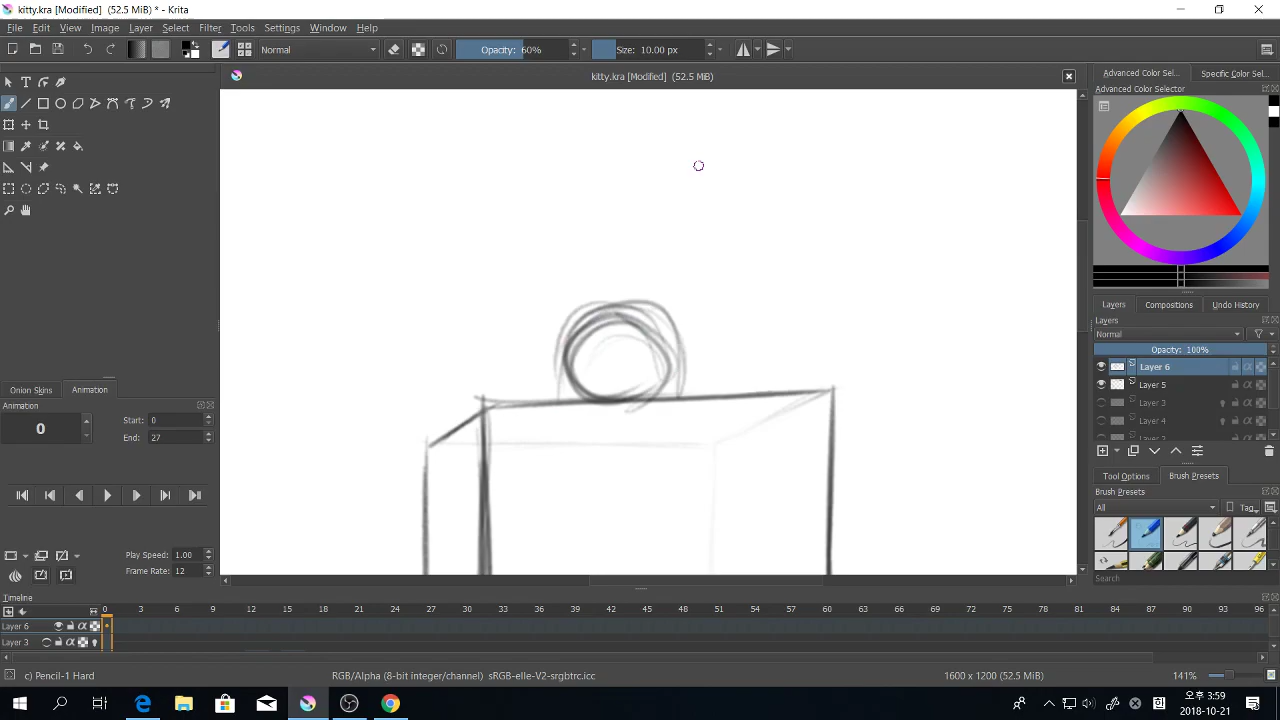 kitty.kra [Modified] (52.5 MiB) * - Krita
File Edit View Image Layer Select Filter Tools Settings Window Help
Normal Opacity: 60% Size: 10.00 px
kitty.kra [Modified] (52.5 MiB)
Advanced Color Sel... Specific Color Sel...
Advanced Color Selector
Layers Compositions Undo History
Layers
Normal
Opacity: 100%
Layer 6
Layer 5
Layer 3
Layer 4
Layer 2
Onion Skins Animation
Animation
0
Start: 0
End: 27
Play Speed: 1.00
Frame Rate: 12
Tool Options Brush Presets
Brush Presets
All Tag
Search
Timeline
0 3 6 9 12 15 18 21 24 27 30 33 36 39 42 45 48 51 54 57 60 63 66 69 72 75 78 81 84 87 90 93 96
Layer 6
Layer 3
c) Pencil-1 Hard RGB/Alpha (8-bit integer/channel) sRGB-elle-V2-srgbtrc.icc 1600 x 1200 (52.5 MiB) 141%
오후 3:59
2018-10-21